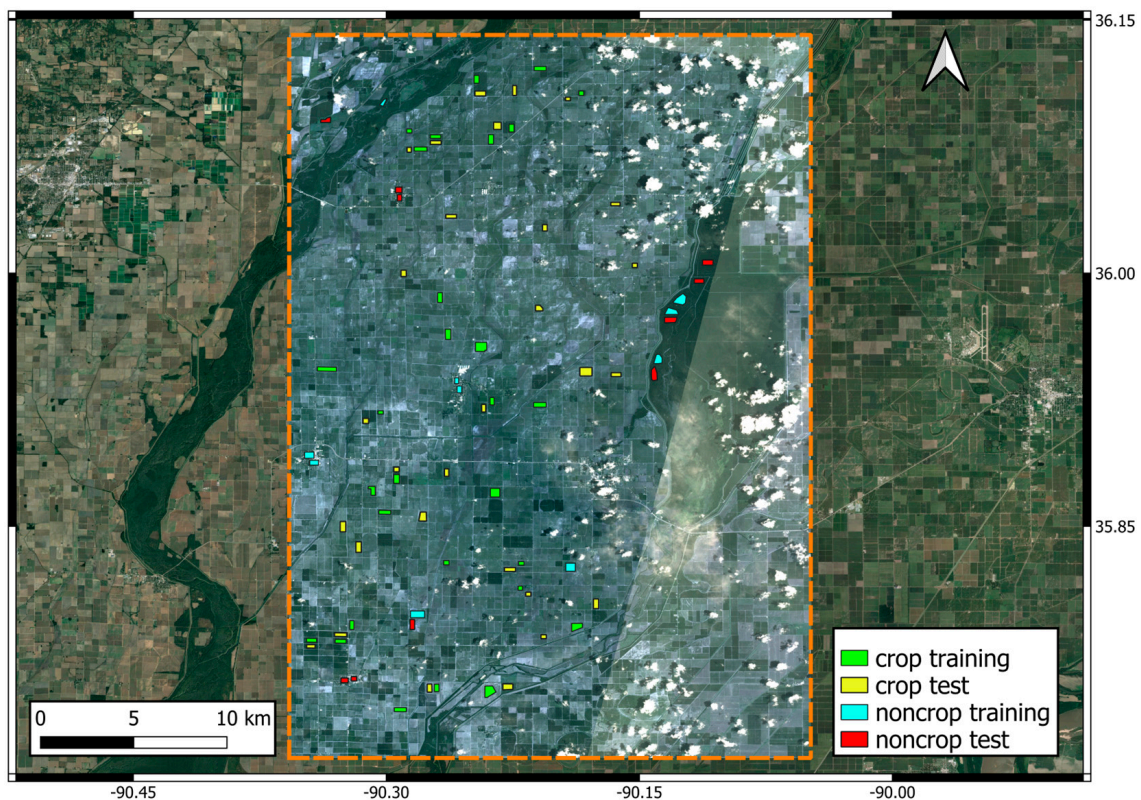 36.15
36.00
35.85
crop training
crop test
noncrop training
noncrop test
0 5 10 km
-90.45 -90.30 -90.15 -90.00